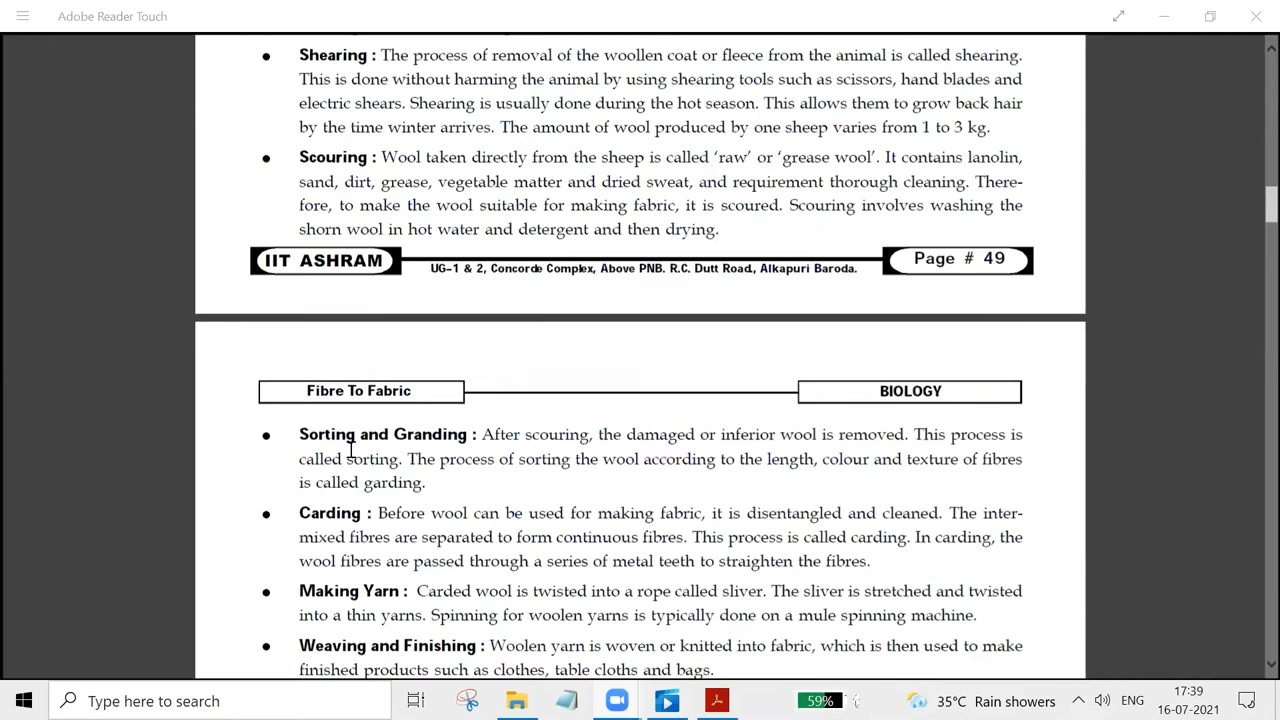 Adobe Reader Touch
• Shearing : The process of removal of the woollen coat or fleece from the animal is called shearing.
This is done without harming the animal by using shearing tools such as scissors, hand blades and
electric shears. Shearing is usually done during the hot season. This allows them to grow back hair
by the time winter arrives. The amount of wool produced by one sheep varies from 1 to 3 kg.
• Scouring : Wool taken directly from the sheep is called ‘raw’ or ‘grease wool’. It contains lanolin,
sand, dirt, grease, vegetable matter and dried sweat, and requirement thorough cleaning. There-
fore, to make the wool suitable for making fabric, it is scoured. Scouring involves washing the
shorn wool in hot water and detergent and then drying.
IIT ASHRAM UG-1 & 2, Concorde Complex, Above PNB. R.C. Dutt Road., Alkapuri Baroda. Page # 49
Fibre To Fabric BIOLOGY
• Sorting and Granding : After scouring, the damaged or inferior wool is removed. This process is
called sorting. The process of sorting the wool according to the length, colour and texture of fibres
is called garding.
• Carding : Before wool can be used for making fabric, it is disentangled and cleaned. The inter-
mixed fibres are separated to form continuous fibres. This process is called carding. In carding, the
wool fibres are passed through a series of metal teeth to straighten the fibres.
• Making Yarn : Carded wool is twisted into a rope called sliver. The sliver is stretched and twisted
into a thin yarns. Spinning for woolen yarns is typically done on a mule spinning machine.
• Weaving and Finishing : Woolen yarn is woven or knitted into fabric, which is then used to make
finished products such as clothes, table cloths and bags.
Type here to search 59% 35°C Rain showers ENG 17:39
16-07-2021